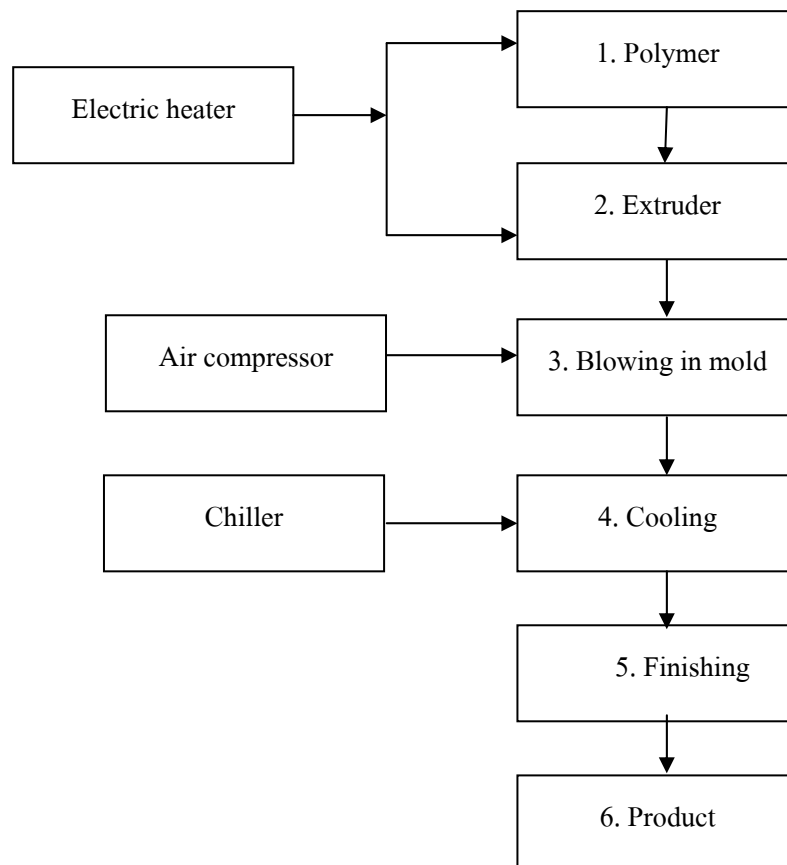 1. Polymer
Electric heater
2. Extruder
Air compressor
3. Blowing in mold
Chiller
4. Cooling
5. Finishing
6. Product